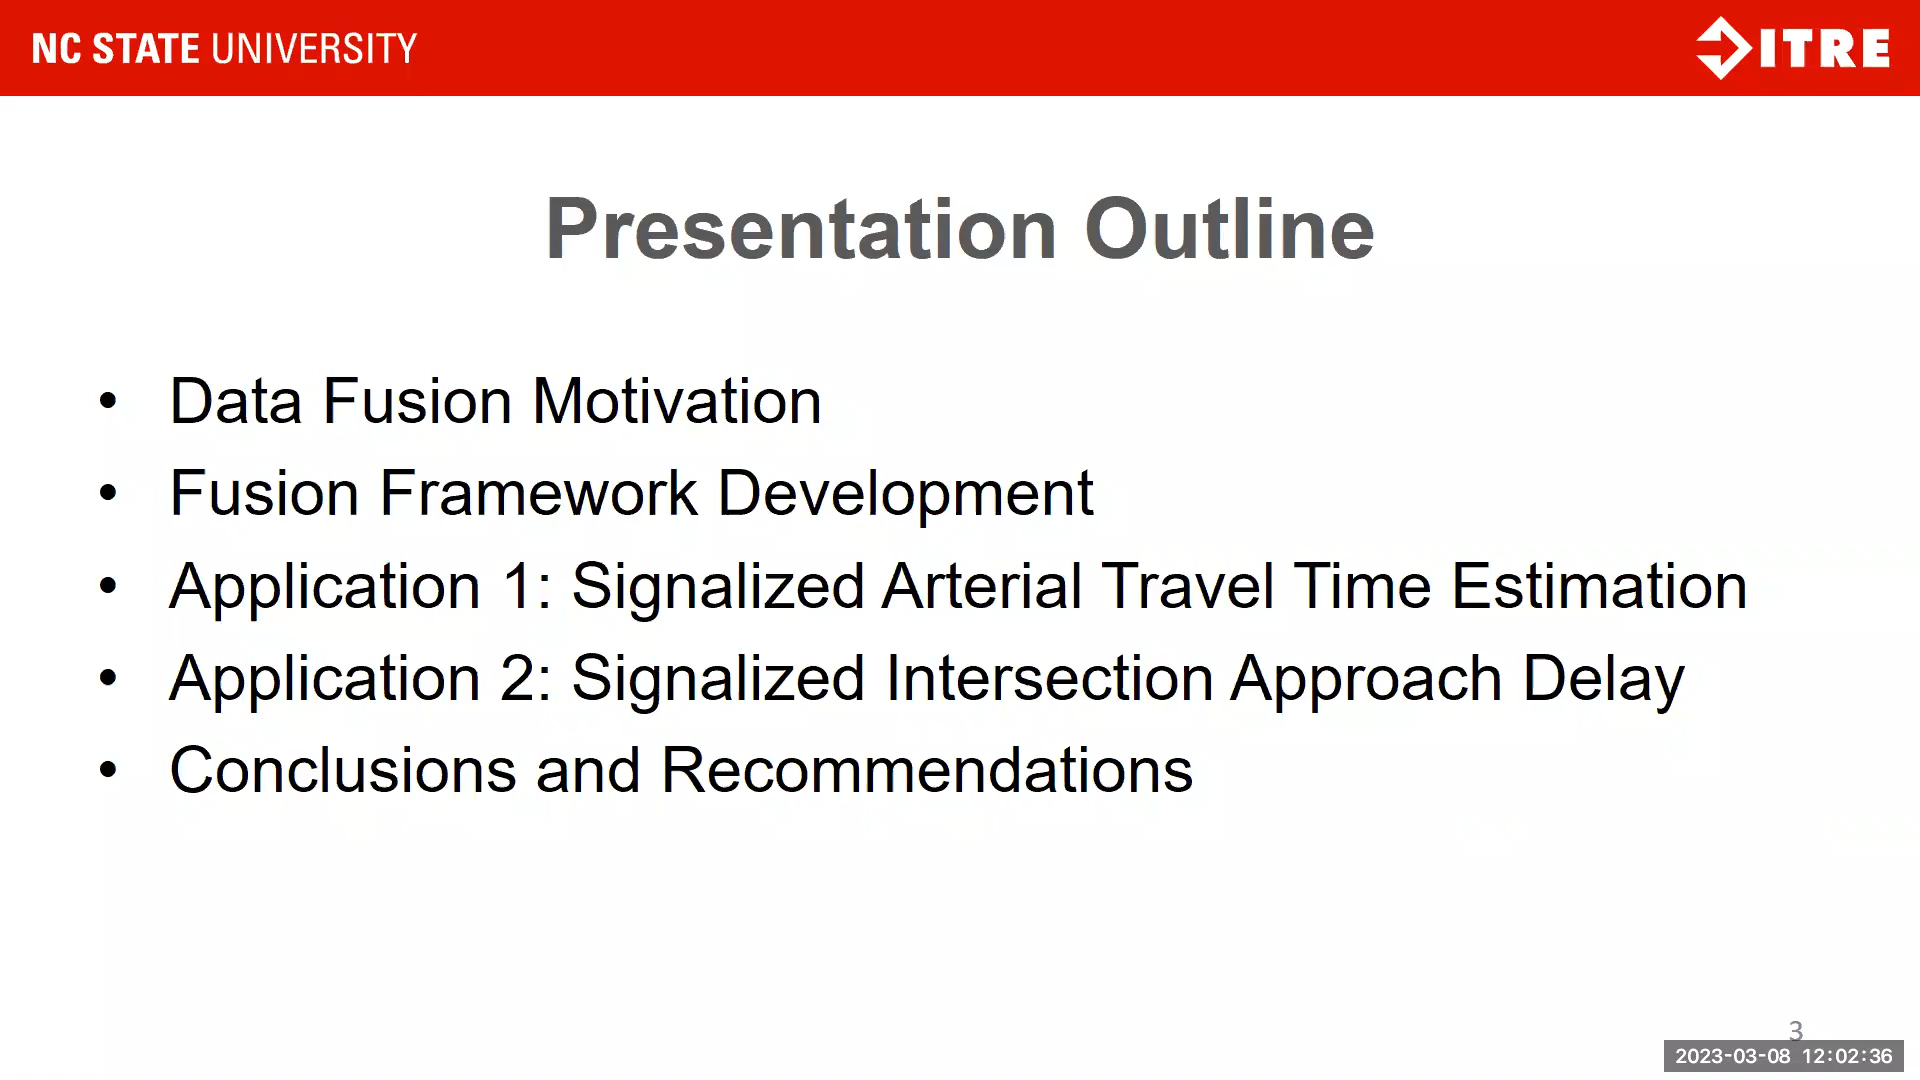 NC STATE UNIVERSITY
ITRE
Presentation Outline
• Data Fusion Motivation
• Fusion Framework Development
• Application 1: Signalized Arterial Travel Time Estimation
• Application 2: Signalized Intersection Approach Delay
• Conclusions and Recommendations
3
2023-03-08 12:02:36